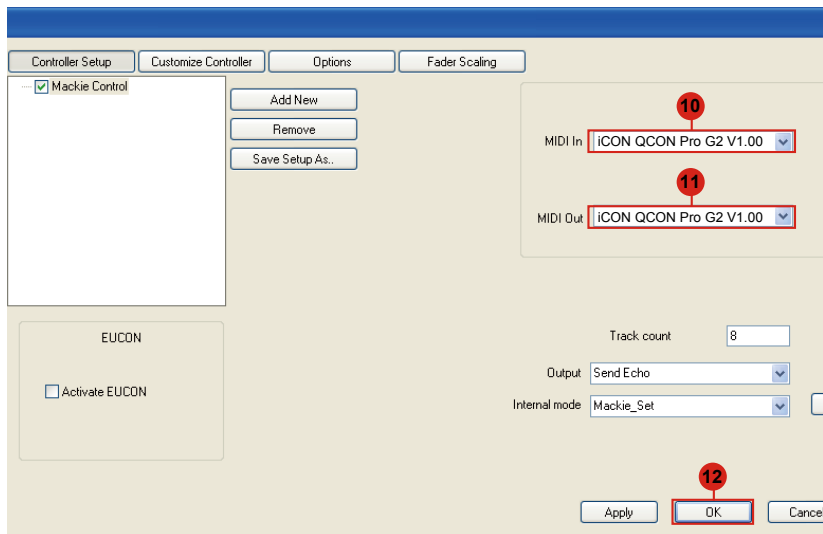 Controller Setup
Customize Controller
Options
Fader Scaling
Mackie Control
Add New
Remove
Save Setup As..
10
MIDI In
iCON QCON Pro G2 V1.00
11
MIDI Out
iCON QCON Pro G2 V1.00
EUCON
Activate EUCON
Track count
8
Output
Send Echo
Internal mode
Mackie_Set
12
Apply
OK
Cance